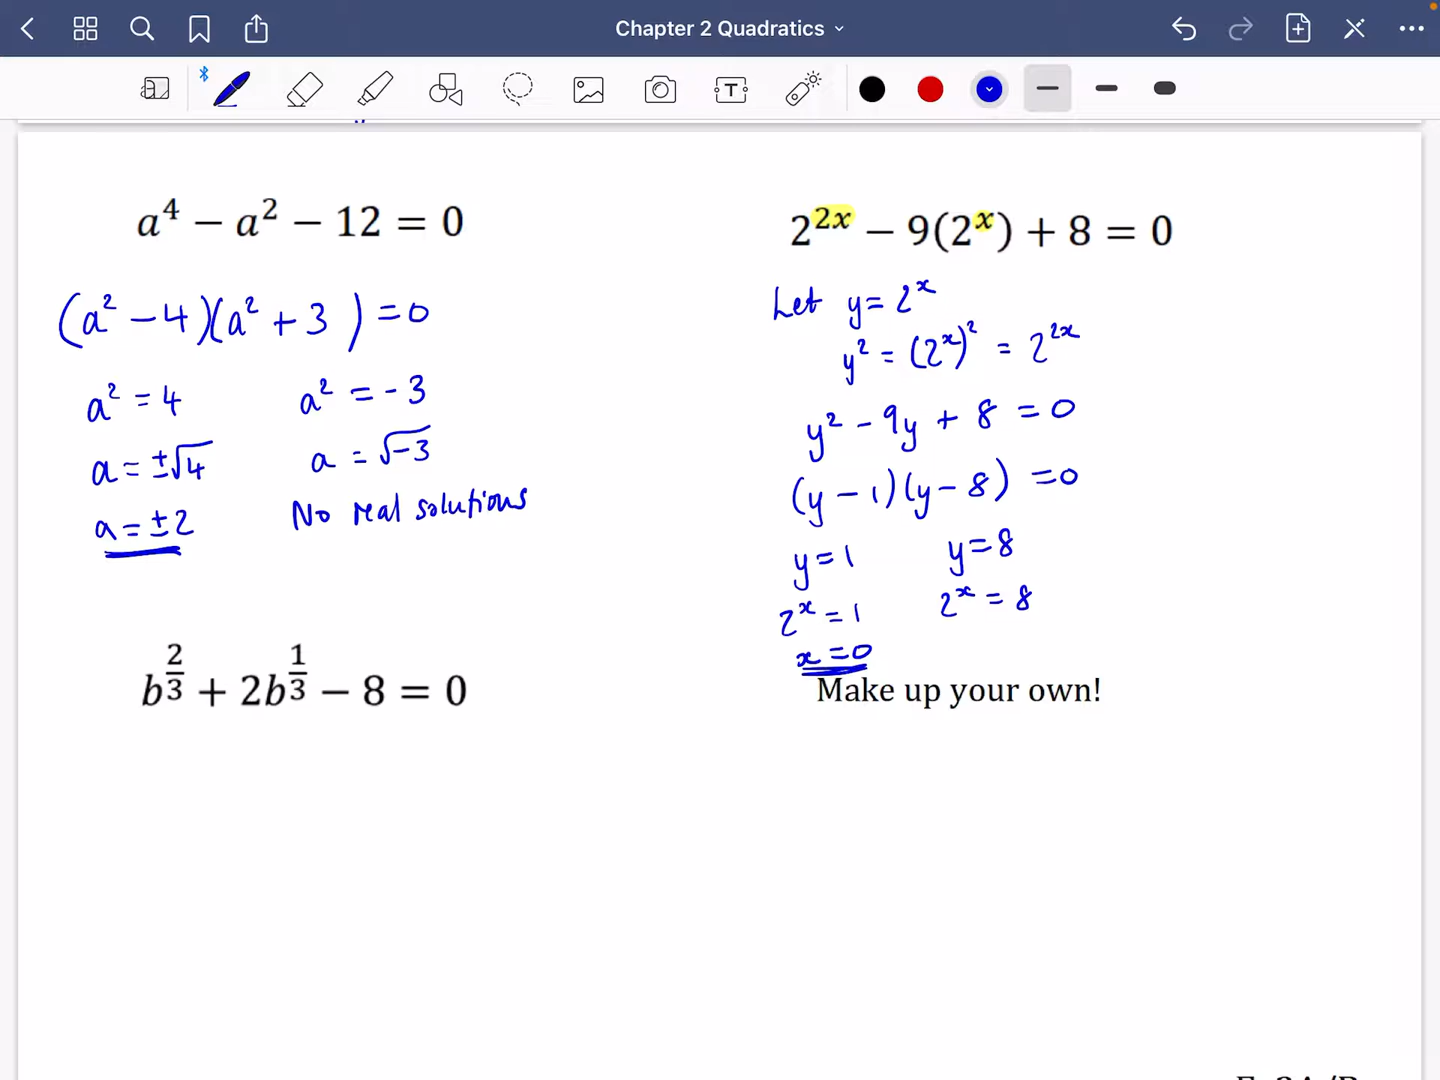 Chapter 2 Quadratics
a⁴ − a² − 12 = 0
(a² − 4)(a² + 3) = 0
a² = 4 a² = −3
a = ±√4 a = √−3
a = ±2 No real solutions
b^(2/3) + 2b^(1/3) − 8 = 0
2^(2x) − 9(2^x) + 8 = 0
Let y = 2^x
y² = (2^x)² = 2^(2x)
y² − 9y + 8 = 0
(y − 1)(y − 8) = 0
y = 1 y = 8
2^x = 1 2^x = 8
x = 0
Make up your own!